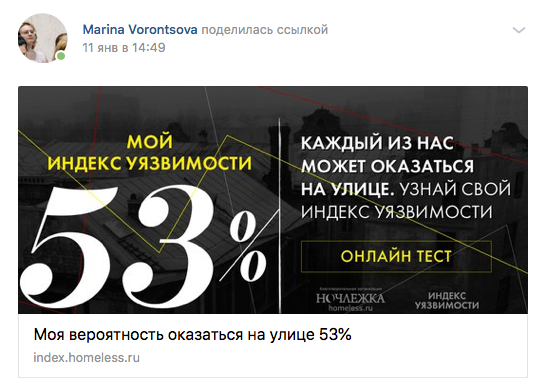 Marina Vorontsova поделилась ссылкой
11 янв в 14:49
МОЙ
ИНДЕКС УЯЗВИМОСТИ
53%
КАЖДЫЙ ИЗ НАС
МОЖЕТ ОКАЗАТЬСЯ
НА УЛИЦЕ. УЗНАЙ СВОЙ
ИНДЕКС УЯЗВИМОСТИ
ОНЛАЙН ТЕСТ
благотворительная организация
НОЧЛЕЖКА
homeless.ru
ИНДЕКС
УЯЗВИМОСТИ
Моя вероятность оказаться на улице 53%
index.homeless.ru